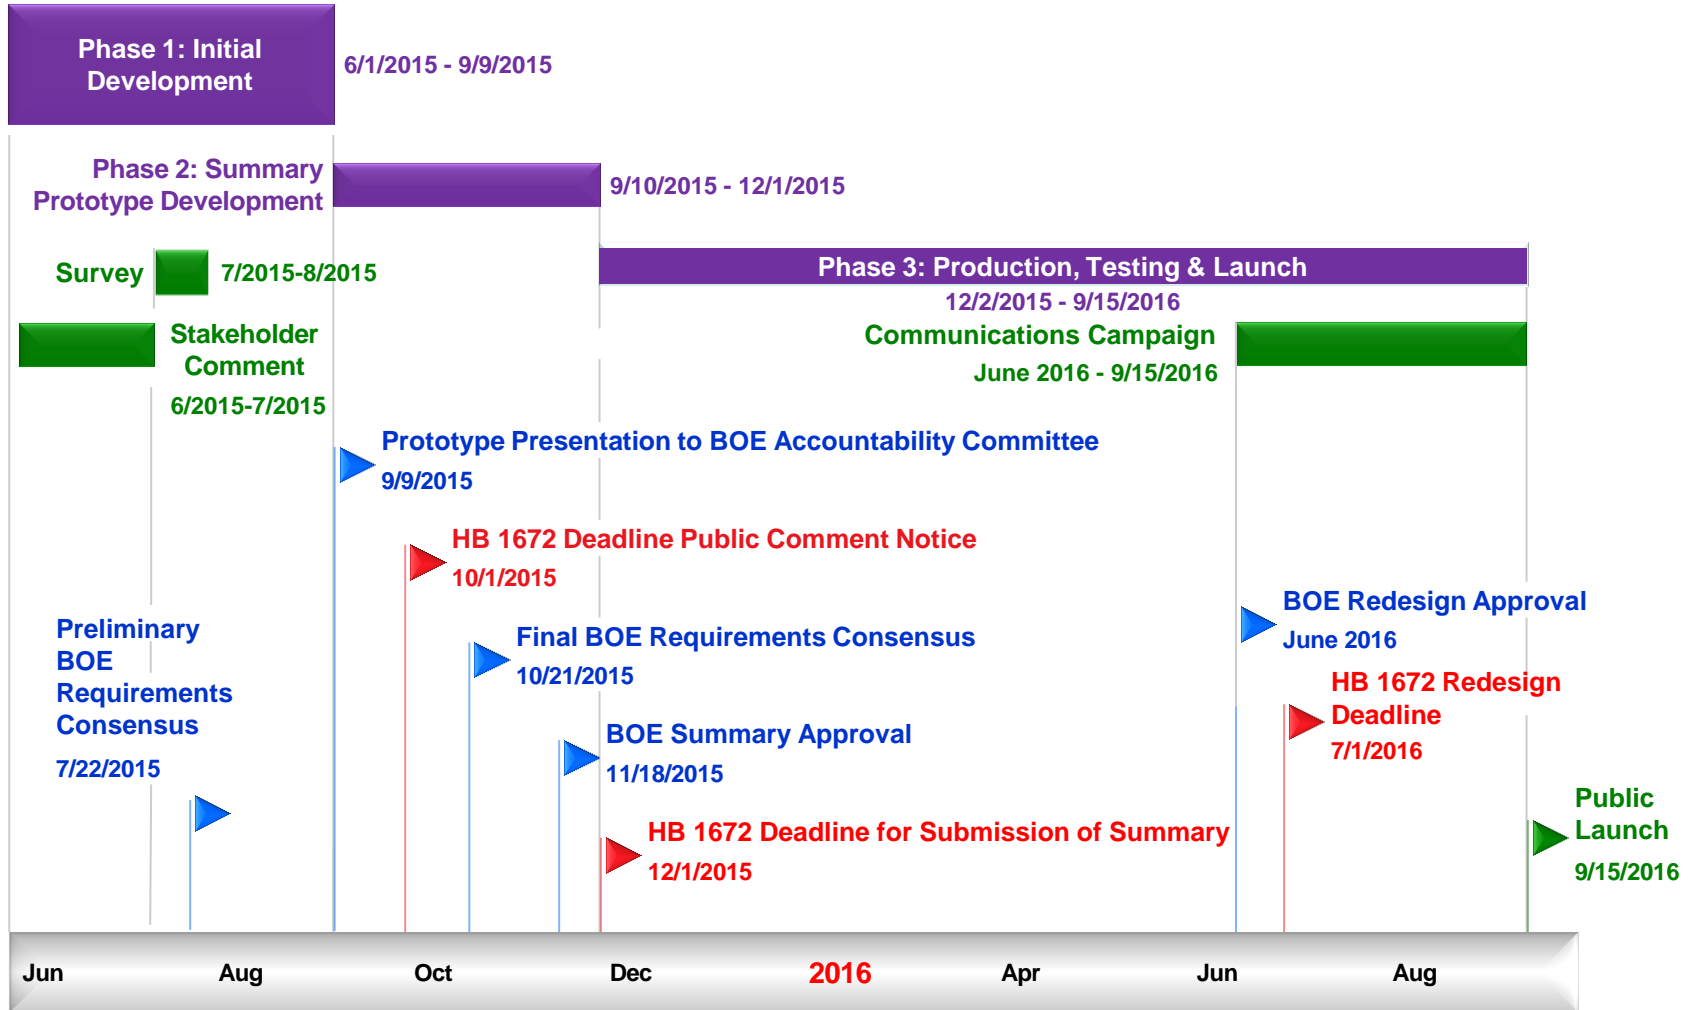 Phase 1: Initial
Development
6/1/2015 - 9/9/2015
Phase 2: Summary
Prototype Development
9/10/2015 - 12/1/2015
Survey
7/2015-8/2015
Phase 3: Production, Testing & Launch
12/2/2015 - 9/15/2016
Stakeholder
Comment
6/2015-7/2015
Communications Campaign
June 2016 - 9/15/2016
Prototype Presentation to BOE Accountability Committee
9/9/2015
HB 1672 Deadline Public Comment Notice
10/1/2015
Preliminary
BOE
Requirements
Consensus
7/22/2015
Final BOE Requirements Consensus
10/21/2015
BOE Redesign Approval
June 2016
HB 1672 Redesign
Deadline
7/1/2016
BOE Summary Approval
11/18/2015
HB 1672 Deadline for Submission of Summary
12/1/2015
Public
Launch
9/15/2016
Jun Aug Oct Dec 2016 Apr Jun Aug